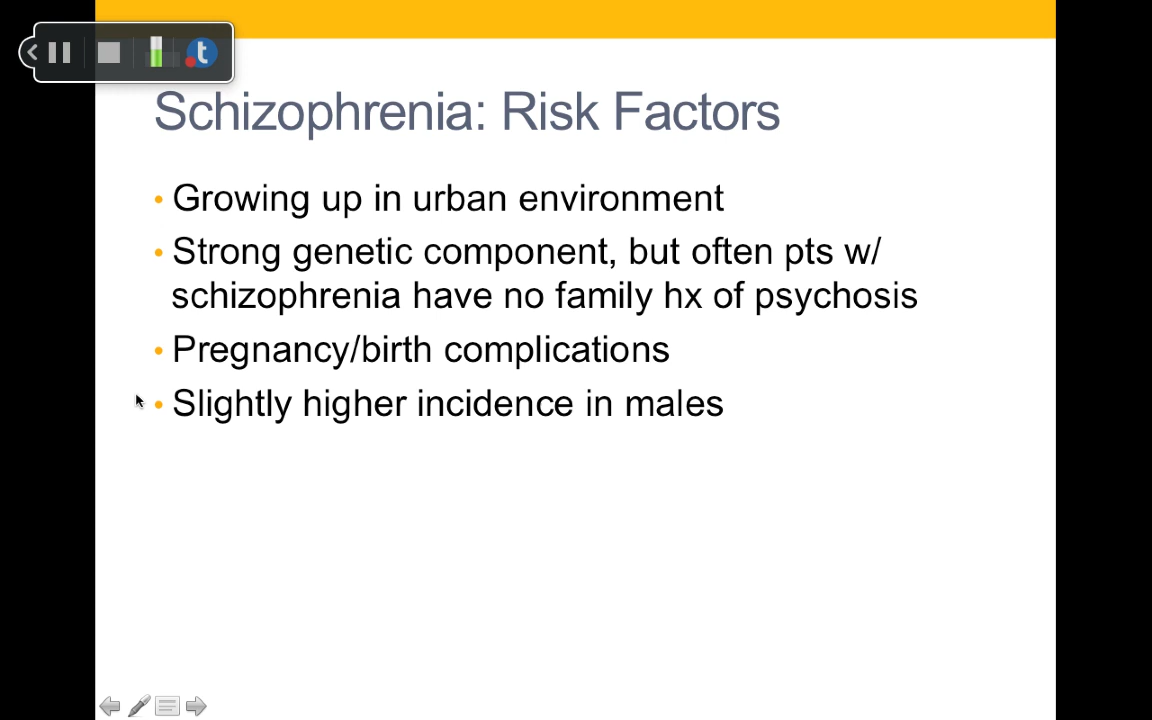 Schizophrenia: Risk Factors
• Growing up in urban environment
• Strong genetic component, but often pts w/
schizophrenia have no family hx of psychosis
• Pregnancy/birth complications
• Slightly higher incidence in males